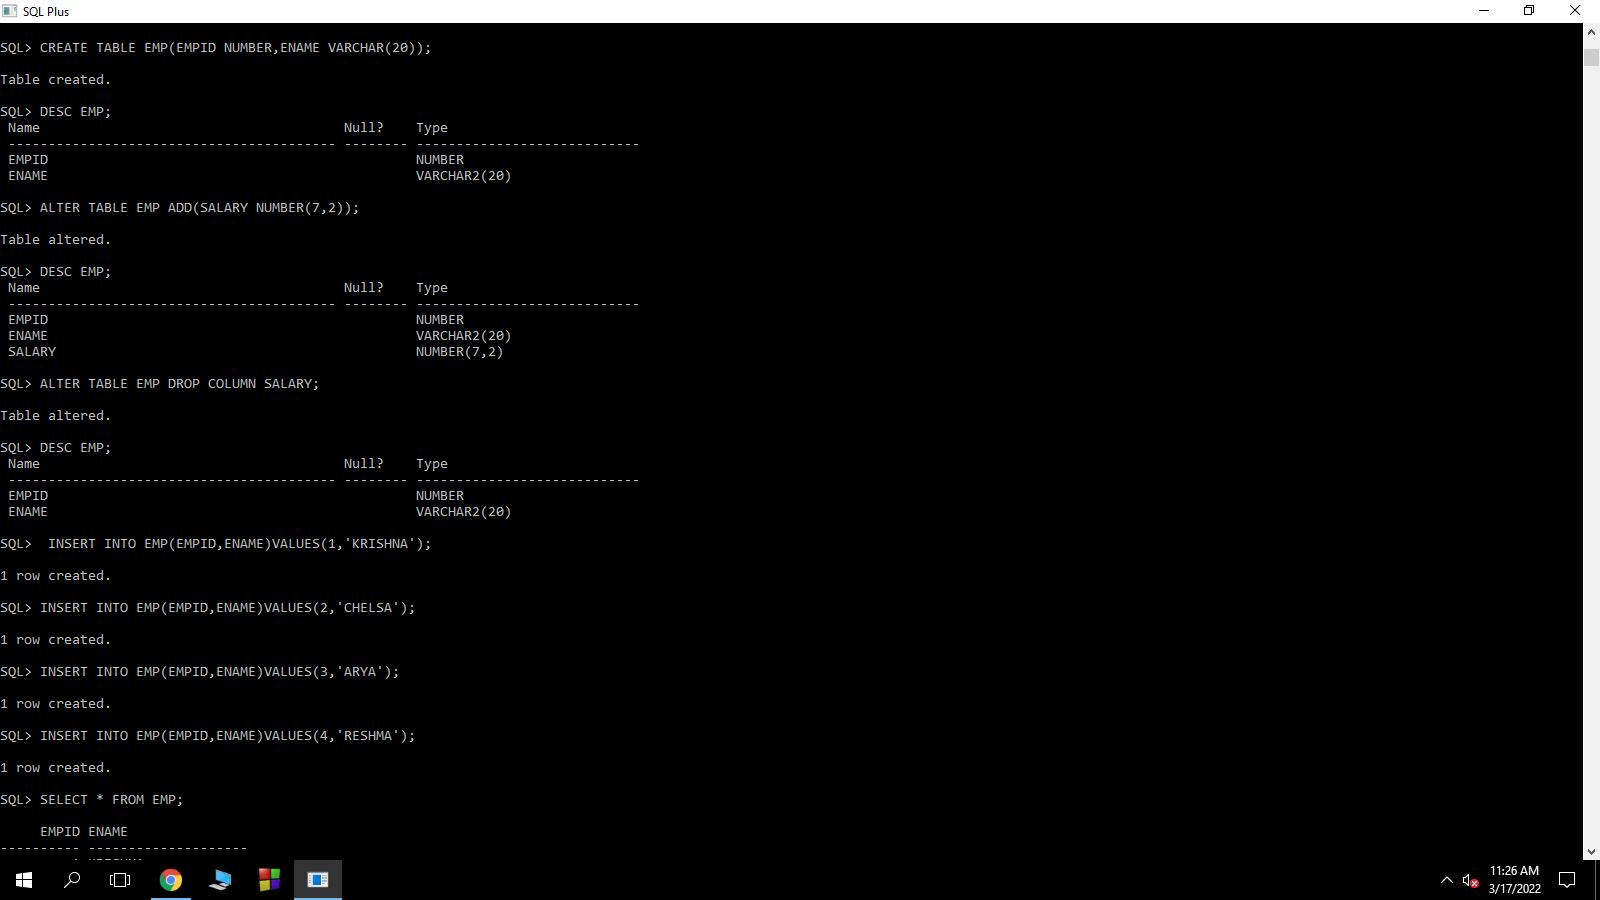 SQL Plus
SQL> CREATE TABLE EMP(EMPID NUMBER,ENAME VARCHAR(20));
Table created.
SQL> DESC EMP;
Name Null? Type
----------------------------------------- -------- ----------------------------
EMPID NUMBER
ENAME VARCHAR2(20)
SQL> ALTER TABLE EMP ADD(SALARY NUMBER(7,2));
Table altered.
SQL> DESC EMP;
Name Null? Type
----------------------------------------- -------- ----------------------------
EMPID NUMBER
ENAME VARCHAR2(20)
SALARY NUMBER(7,2)
SQL> ALTER TABLE EMP DROP COLUMN SALARY;
Table altered.
SQL> DESC EMP;
Name Null? Type
----------------------------------------- -------- ----------------------------
EMPID NUMBER
ENAME VARCHAR2(20)
SQL>  INSERT INTO EMP(EMPID,ENAME)VALUES(1,'KRISHNA');
1 row created.
SQL> INSERT INTO EMP(EMPID,ENAME)VALUES(2,'CHELSA');
1 row created.
SQL> INSERT INTO EMP(EMPID,ENAME)VALUES(3,'ARYA');
1 row created.
SQL> INSERT INTO EMP(EMPID,ENAME)VALUES(4,'RESHMA');
1 row created.
SQL> SELECT * FROM EMP;
EMPID ENAME
---------- --------------------
11:26 AM
3/17/2022